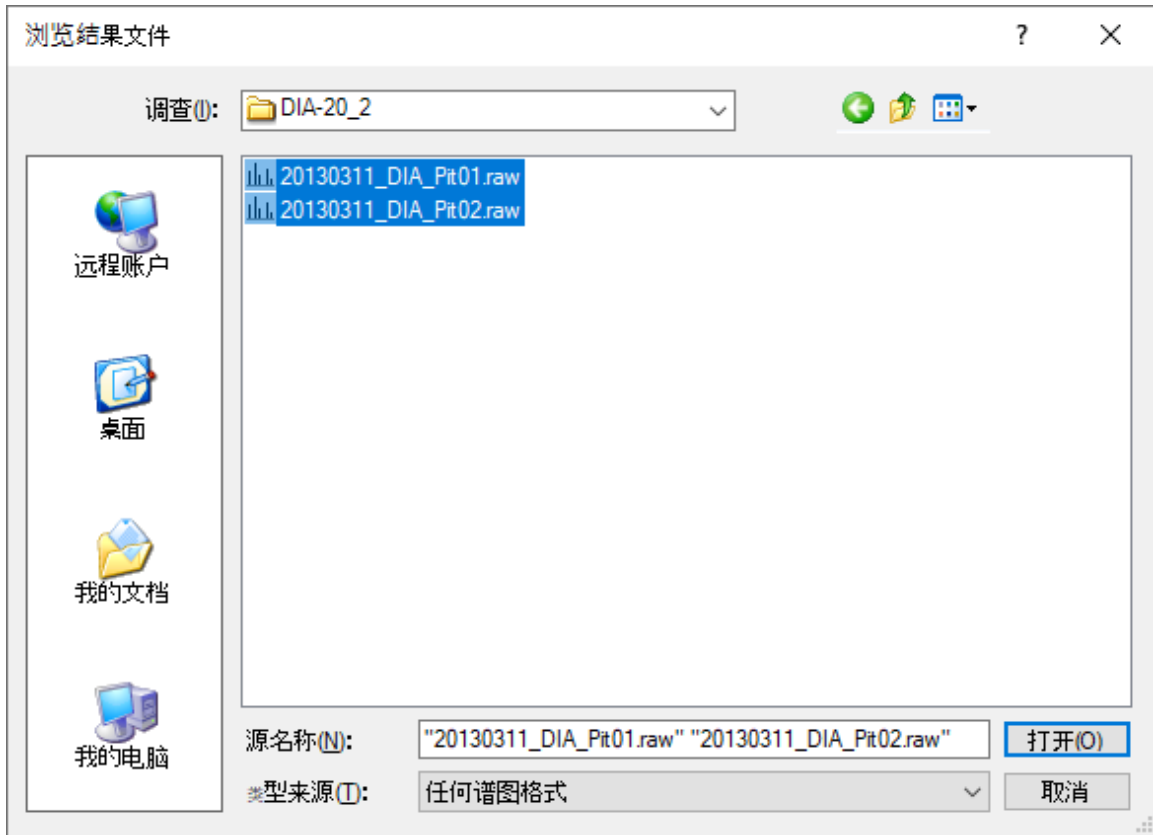 浏览结果文件
?
调查(I):
DIA-20_2
20130311_DIA_Pit01.raw
20130311_DIA_Pit02.raw
远程账户
桌面
我的文档
我的电脑
源名称(N):
"20130311_DIA_Pit01.raw" "20130311_DIA_Pit02.raw"
打开(O)
类型来源(T):
任何谱图格式
取消